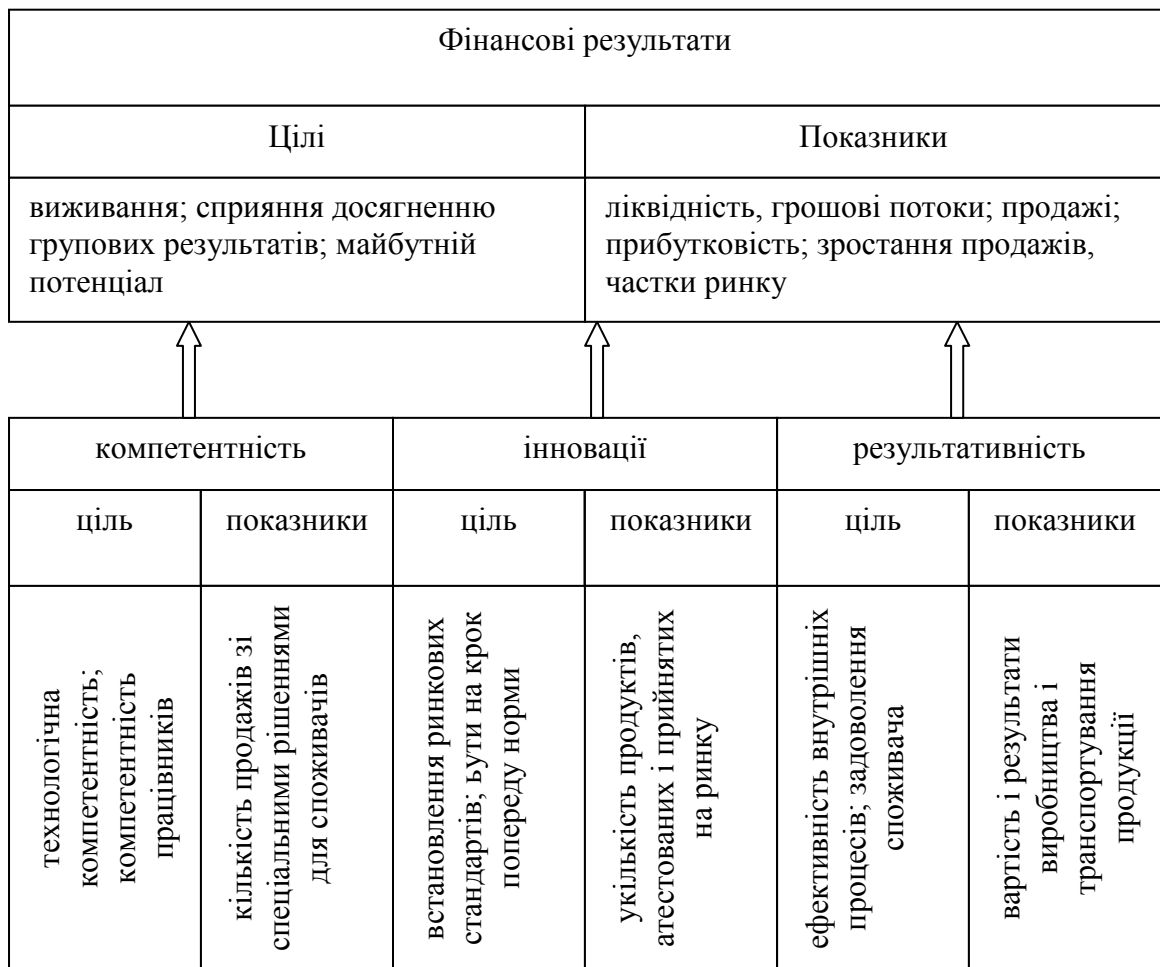 Фінансові результати
Цілі
Показники
виживання; сприяння досягненню
групових результатів; майбутній
потенціал
ліквідність, грошові потоки; продажі;
прибутковість; зростання продажів,
частки ринку
компетентність
інновації
результативність
ціль
показники
ціль
показники
ціль
показники
технологічна
компетентність;
компетентність
працівників
кількість продажів зі
спеціальними рішеннями
для споживачів
встановлення ринкових
стандартів; ьути на крок
попереду норми
укількість продуктів,
атестованих і прийнятих
на ринку
ефективність внутрішніх
процесів; задоволення
споживача
вартість і результати
виробництва і
транспортування
продукції